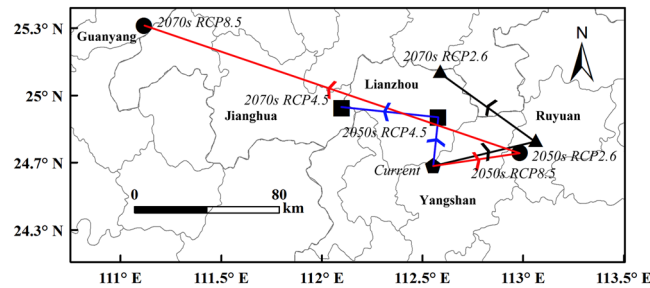 25.3° N
Guanyang
2070s RCP8.5
2070s RCP2.6
N
Lianzhou
25° N
2070s RCP4.5
Jianghua
Ruyuan
2050s RCP4.5
2050s RCP2.6
24.7° N
Current
2050s RCP8.5
Yangshan
0
80
km
24.3° N
111° E
111.5° E
112° E
112.5° E
113° E
113.5° E